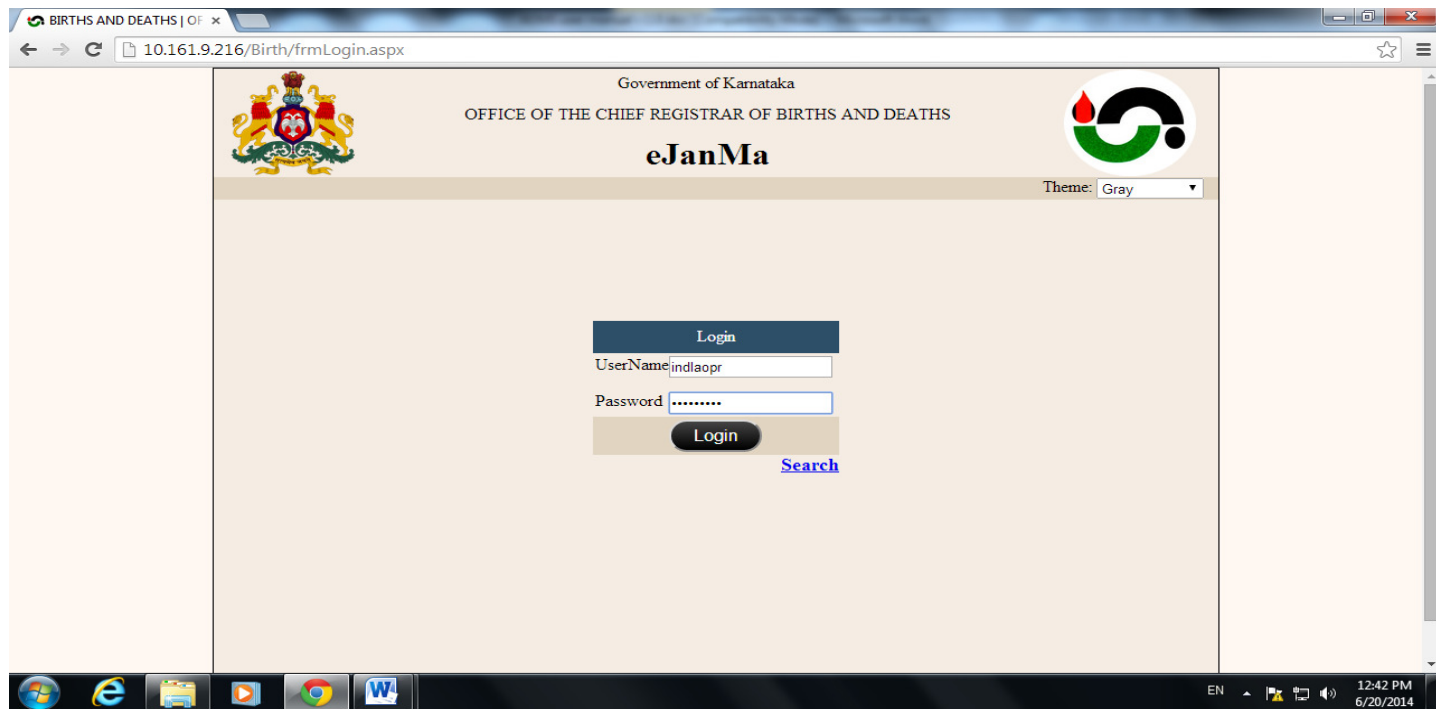 BIRTHS AND DEATHS | OF
10.161.9.216/Birth/frmLogin.aspx
Government of Karnataka
OFFICE OF THE CHIEF REGISTRAR OF BIRTHS AND DEATHS
eJanMa
Theme: Gray
Login
UserName indlaopr
Password •••••••••
Login
Search
EN
12:42 PM
6/20/2014